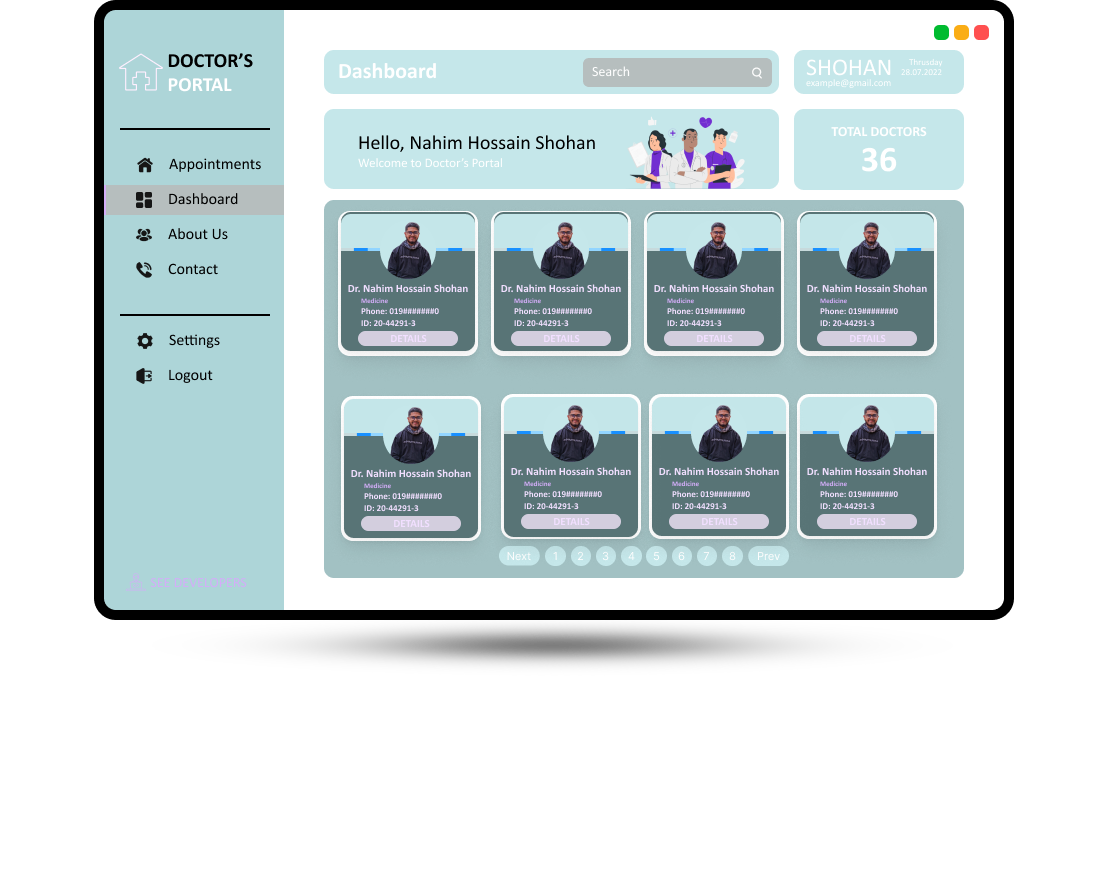 DOCTOR'S
PORTAL
Appointments
Dashboard
About Us
Contact
Settings
Logout
SEE DEVELOPERS
Dashboard
Search
SHOHAN
Thrusday
28.07.2022
example@gmail.com
Hello, Nahim Hossain Shohan
Welcome to Doctor's Portal
TOTAL DOCTORS
36
Dr. Nahim Hossain Shohan
Medicine
Phone: 019#######0
ID: 20-44291-3
DETAILS
Dr. Nahim Hossain Shohan
Medicine
Phone: 019#######0
ID: 20-44291-3
DETAILS
Dr. Nahim Hossain Shohan
Medicine
Phone: 019#######0
ID: 20-44291-3
DETAILS
Dr. Nahim Hossain Shohan
Medicine
Phone: 019#######0
ID: 20-44291-3
DETAILS
Dr. Nahim Hossain Shohan
Medicine
Phone: 019#######0
ID: 20-44291-3
DETAILS
Dr. Nahim Hossain Shohan
Medicine
Phone: 019#######0
ID: 20-44291-3
DETAILS
Dr. Nahim Hossain Shohan
Medicine
Phone: 019#######0
ID: 20-44291-3
DETAILS
Dr. Nahim Hossain Shohan
Medicine
Phone: 019#######0
ID: 20-44291-3
DETAILS
Next 1 2 3 4 5 6 7 8 Prev